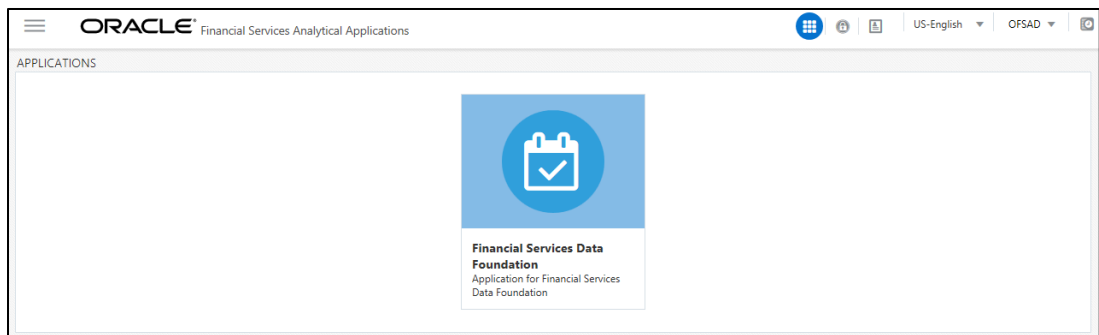 ORACLE® Financial Services Analytical Applications US-English OFSAD
APPLICATIONS
Financial Services Data
Foundation
Application for Financial Services
Data Foundation